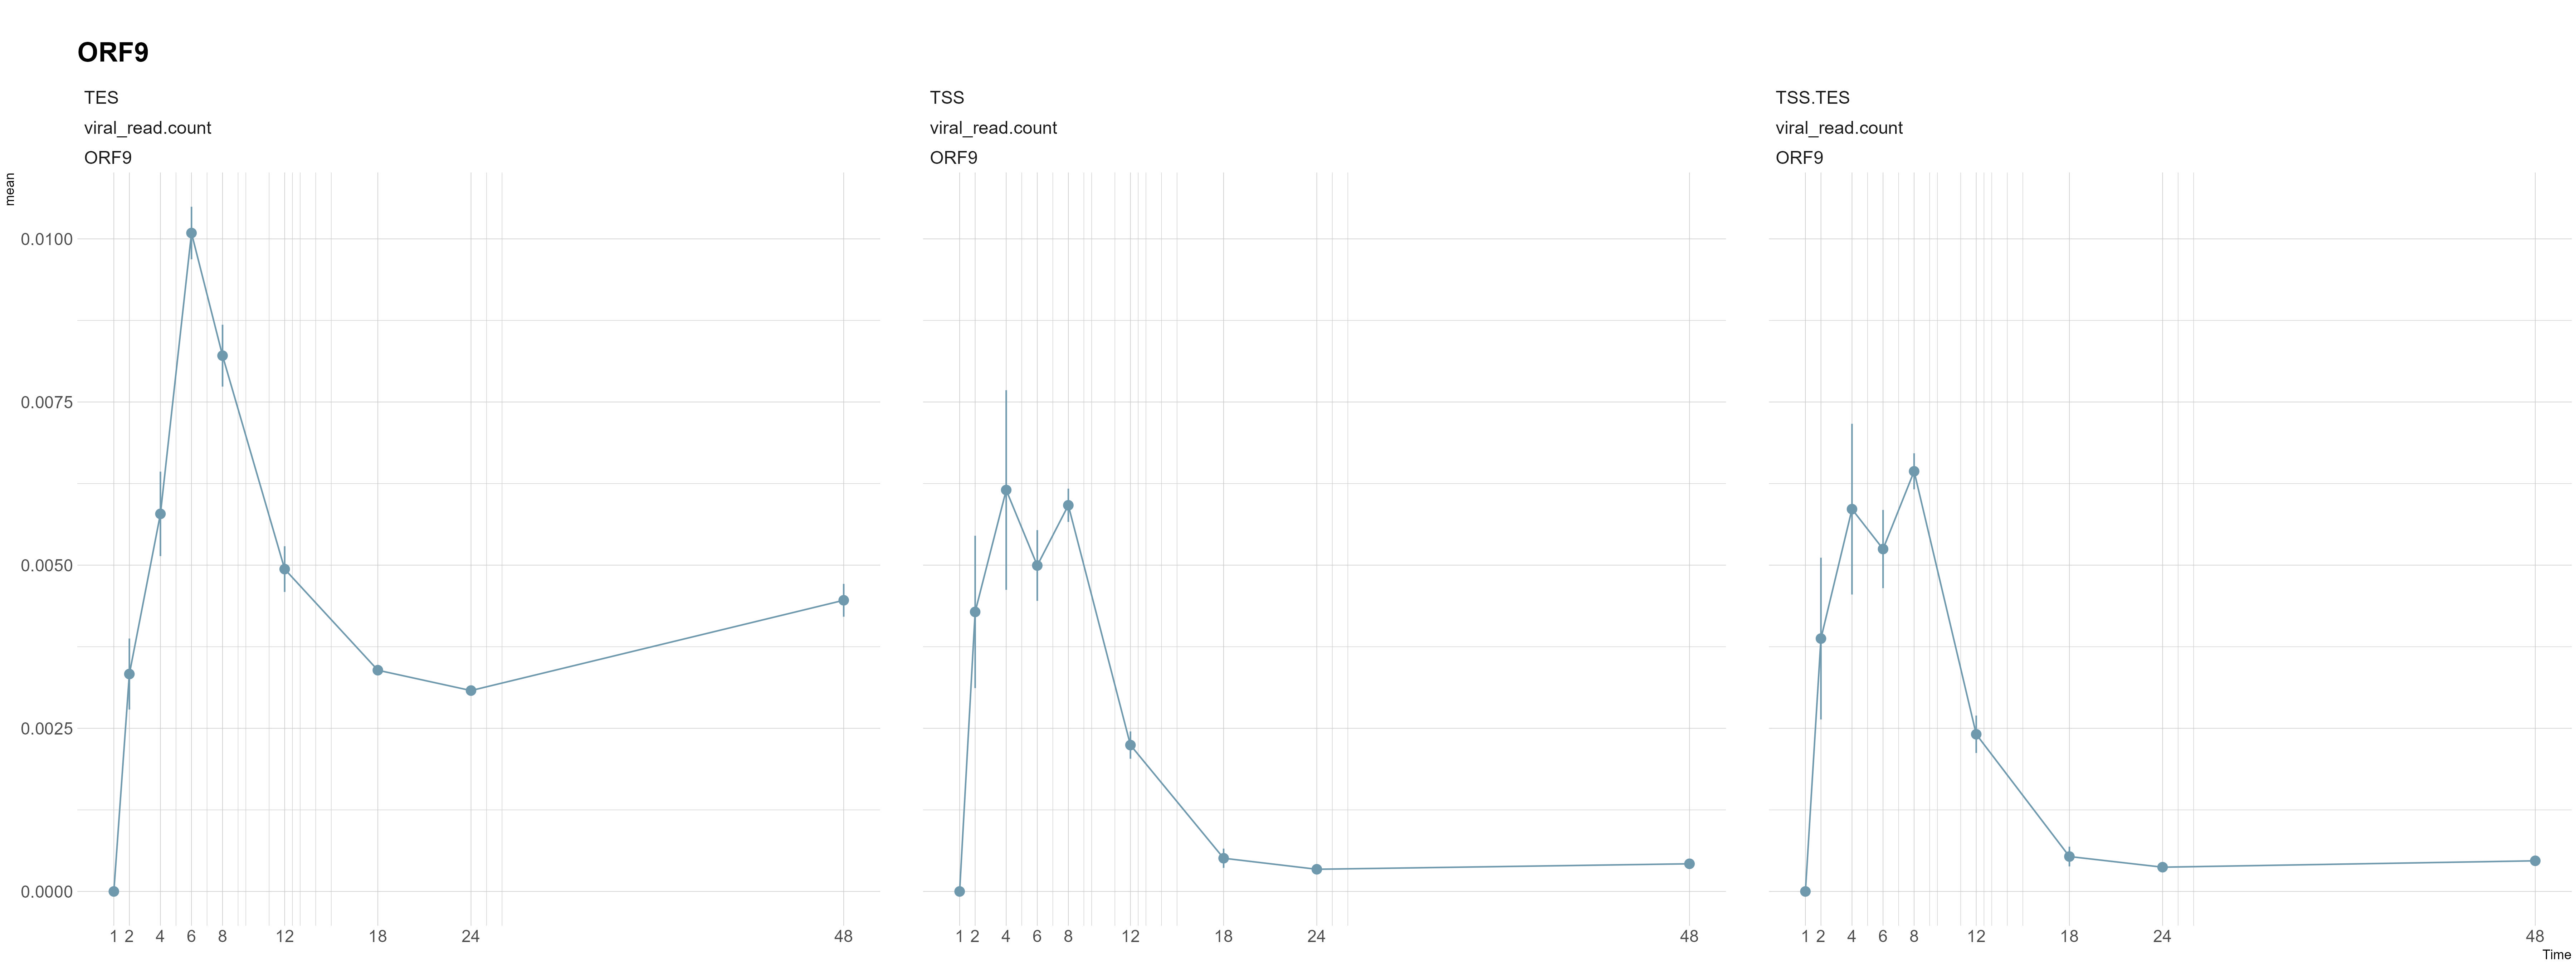 ORF9
TES
viral_read.count
ORF9
TSS
viral_read.count
ORF9
TSS.TES
viral_read.count
ORF9
mean
0.0100
0.0075
0.0050
0.0025
0.0000
1 2 4 6 8 12 18 24 48
1 2 4 6 8 12 18 24 48
1 2 4 6 8 12 18 24 48
Time